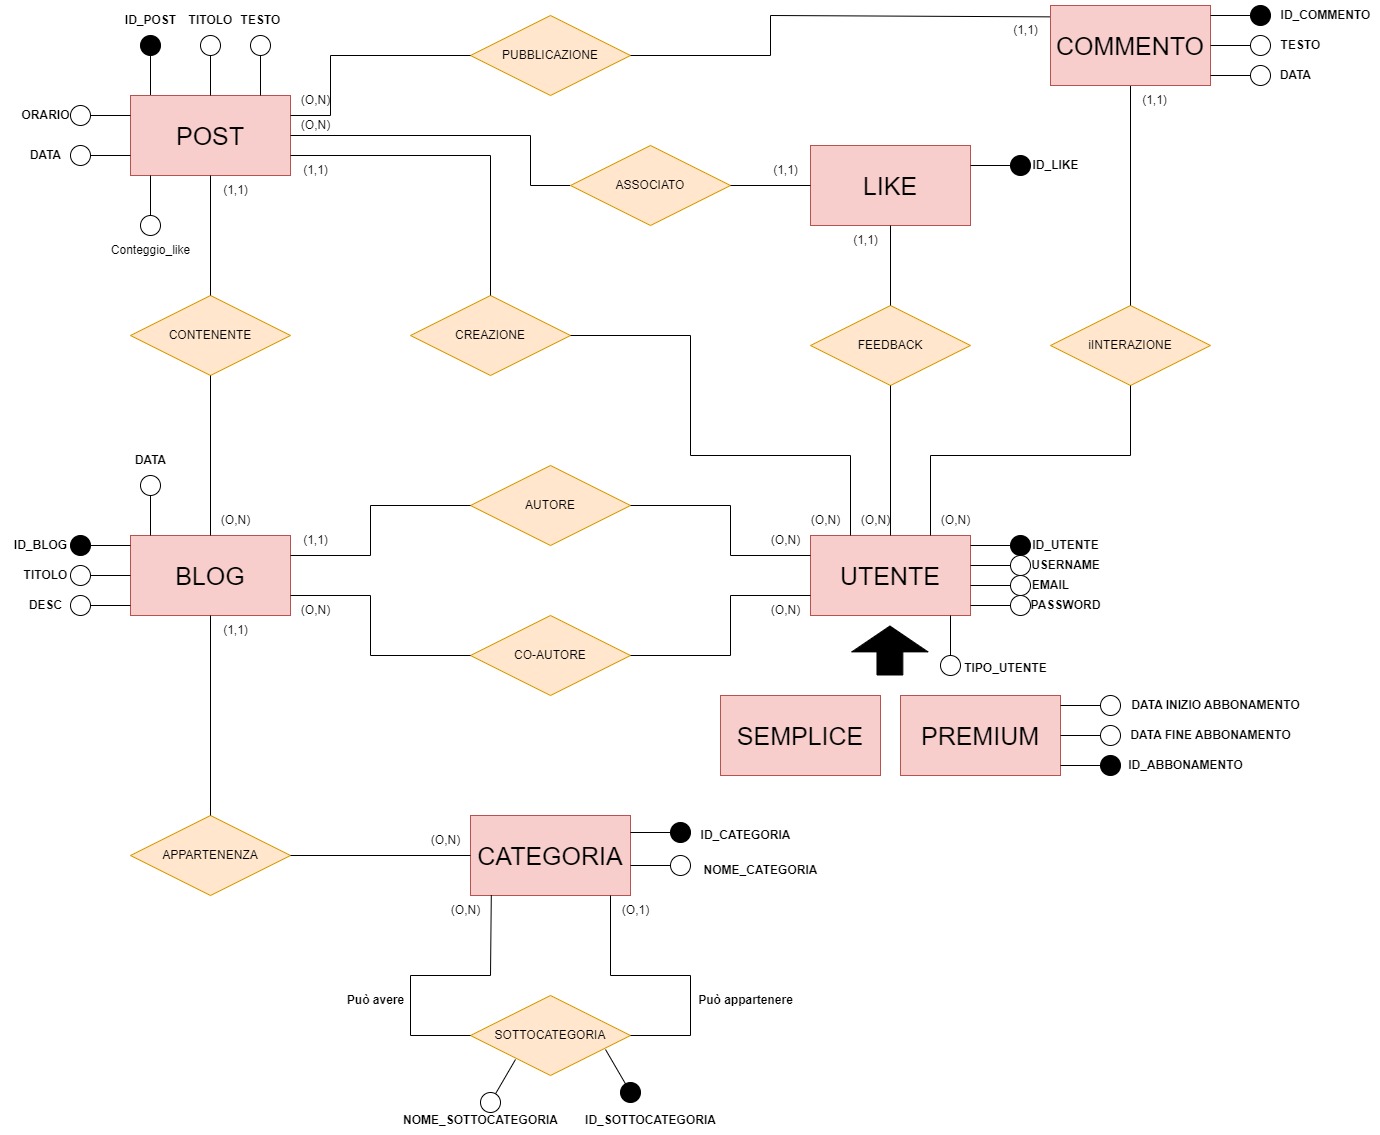 ID_POST
TITOLO
TESTO
ORARIO
DATA
POST
Conteggio_like
(O,N)
(O,N)
(1,1)
(1,1)
PUBBLICAZIONE
(1,1)
COMMENTO
ID_COMMENTO
TESTO
DATA
(1,1)
ASSOCIATO
(1,1)
LIKE
ID_LIKE
(1,1)
CONTENENTE
CREAZIONE
FEEDBACK
iINTERAZIONE
DATA
(O,N)
ID_BLOG
TITOLO
DESC
BLOG
(1,1)
(O,N)
(1,1)
AUTORE
CO-AUTORE
(O,N)
(O,N)
(O,N)
(O,N)
(O,N)
UTENTE
ID_UTENTE
USERNAME
EMAIL
PASSWORD
TIPO_UTENTE
SEMPLICE
PREMIUM
DATA INIZIO ABBONAMENTO
DATA FINE ABBONAMENTO
ID_ABBONAMENTO
APPARTENENZA
(O,N)
CATEGORIA
ID_CATEGORIA
NOME_CATEGORIA
(O,N)
(O,1)
Può avere
Può appartenere
SOTTOCATEGORIA
NOME_SOTTOCATEGORIA
ID_SOTTOCATEGORIA